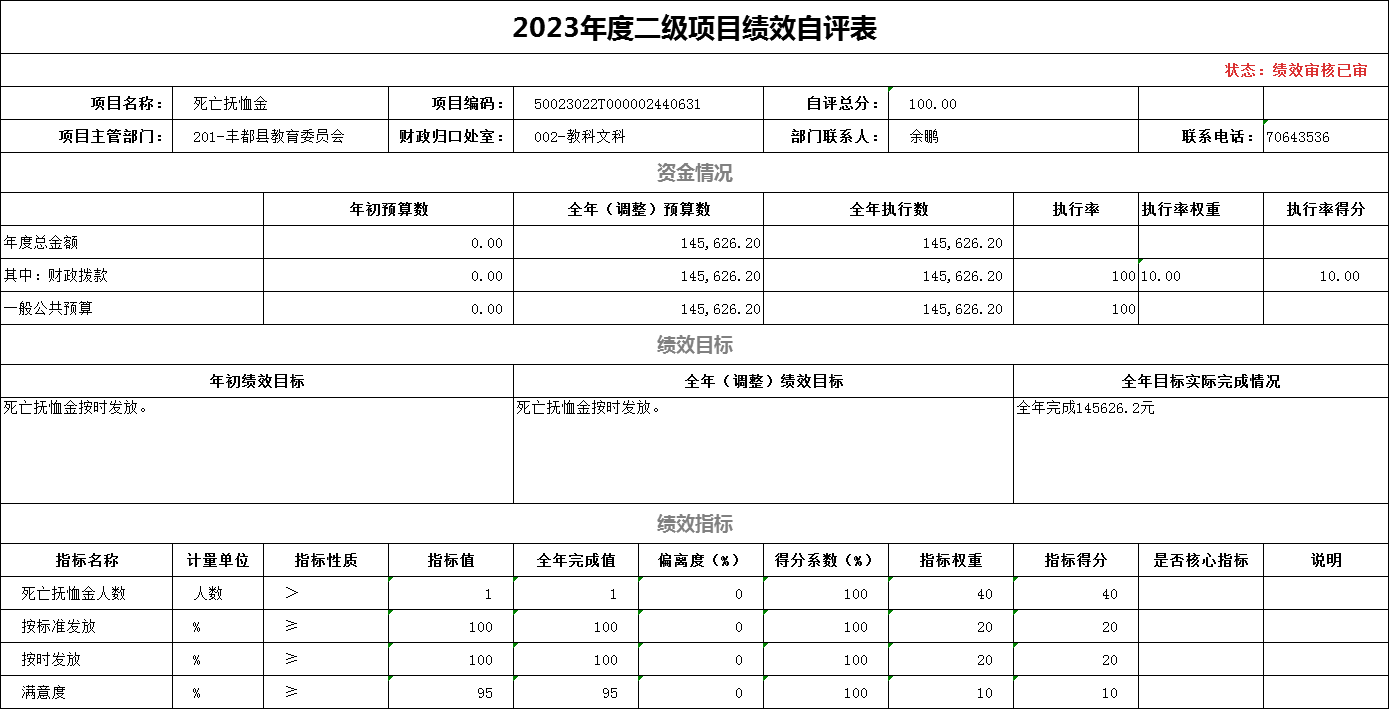 2023年度二级项目绩效自评表
状态：绩效审核已审
项目名称： 死亡抚恤金 项目编码： 50023022T000002440631 自评总分： 100.00
项目主管部门： 201-丰都县教育委员会 财政归口处室： 002-教科文科 部门联系人： 余鹏 联系电话： 70643536
资金情况
年初预算数 全年（调整）预算数 全年执行数 执行率 执行率权重 执行率得分
年度总金额 0.00 145,626.20 145,626.20
其中：财政拨款 0.00 145,626.20 145,626.20 100 10.00 10.00
一般公共预算 0.00 145,626.20 145,626.20 100
绩效目标
年初绩效目标 全年（调整）绩效目标 全年目标实际完成情况
死亡抚恤金按时发放。 死亡抚恤金按时发放。 全年完成145626.2元
绩效指标
指标名称 计量单位 指标性质 指标值 全年完成值 偏离度（%） 得分系数（%） 指标权重 指标得分 是否核心指标 说明
死亡抚恤金人数 人数 ＞ 1 1 0 100 40 40
按标准发放 % ≥ 100 100 0 100 20 20
按时发放 % ≥ 100 100 0 100 20 20
满意度 % ≥ 95 95 0 100 10 10